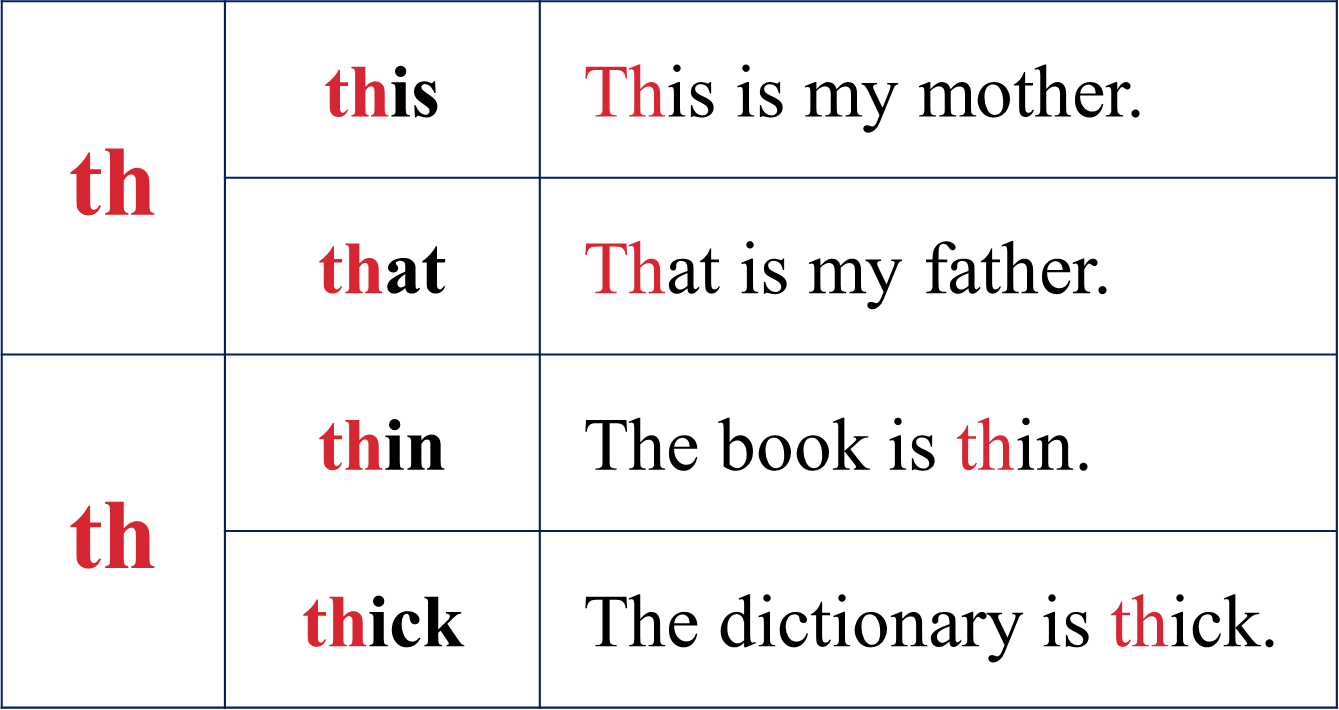 th
this
This is my mother.
that
That is my father.
th
thin
The book is thin.
thick
The dictionary is thick.